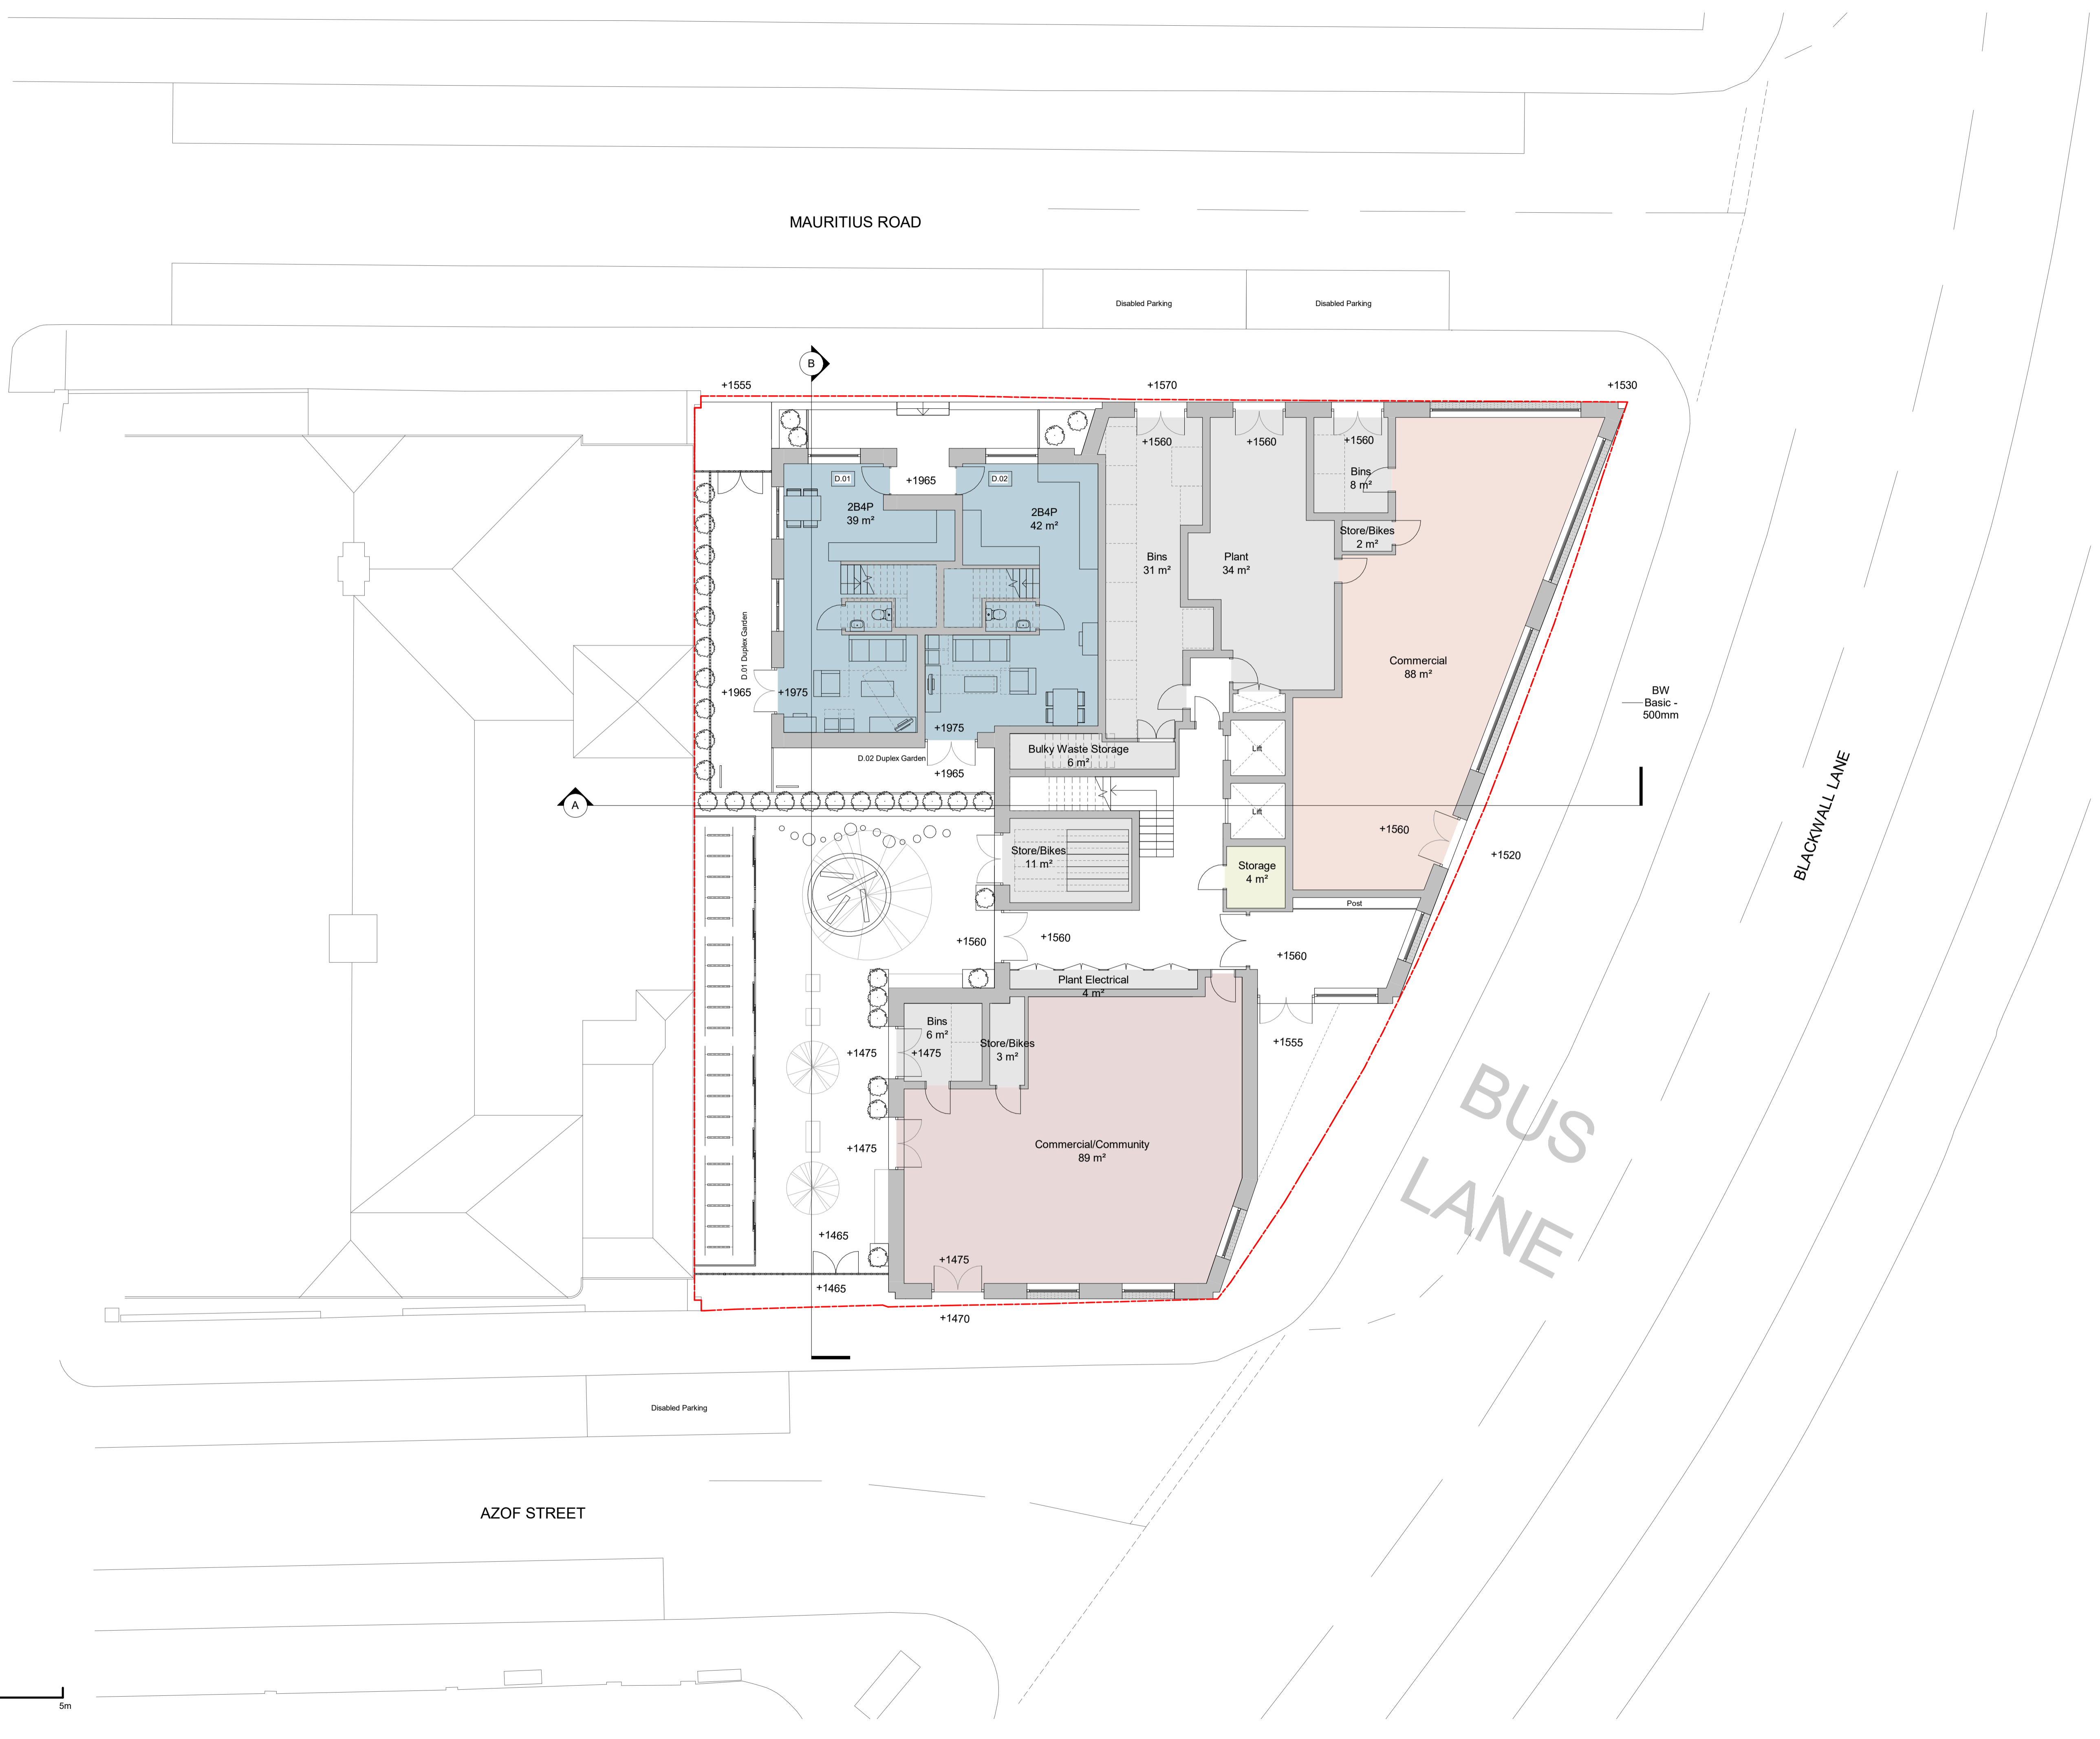 MAURITIUS ROAD
Disabled Parking
Disabled Parking
B
+1555
+1570
+1530
+1560
+1560
+1560
D.01
+1965
D.02
Bins
8 m²
2B4P
39 m²
2B4P
42 m²
Store/Bikes
2 m²
Bins
31 m²
Plant
34 m²
D.01 Duplex Garden
Commercial
88 m²
+1965
+1975
BW
Basic -
500mm
+1975
D.02 Duplex Garden
+1965
Bulky Waste Storage
6 m²
Lift
BLACKWALL LANE
A
Lift
+1560
Store/Bikes
11 m²
+1520
Storage
4 m²
Post
+1560
+1560
+1560
Plant Electrical
4 m²
Bins
6 m²
+1475
+1475
Store/Bikes
3 m²
+1555
BUS
LANE
+1475
Commercial/Community
89 m²
+1465
+1475
+1465
+1470
Disabled Parking
AZOF STREET
5m